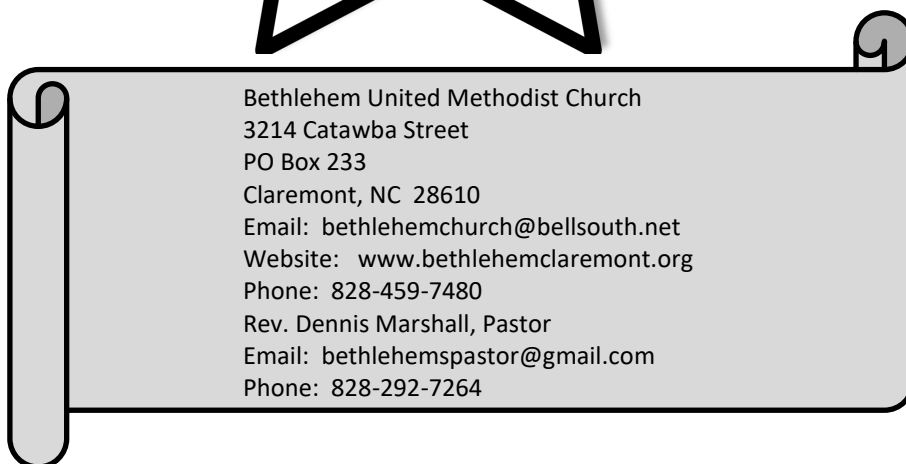 Bethlehem United Methodist Church
3214 Catawba Street
PO Box 233
Claremont, NC  28610
Email:  bethlehemchurch@bellsouth.net
Website:   www.bethlehemclaremont.org
Phone:  828-459-7480
Rev. Dennis Marshall, Pastor
Email:  bethlehemspastor@gmail.com
Phone:  828-292-7264